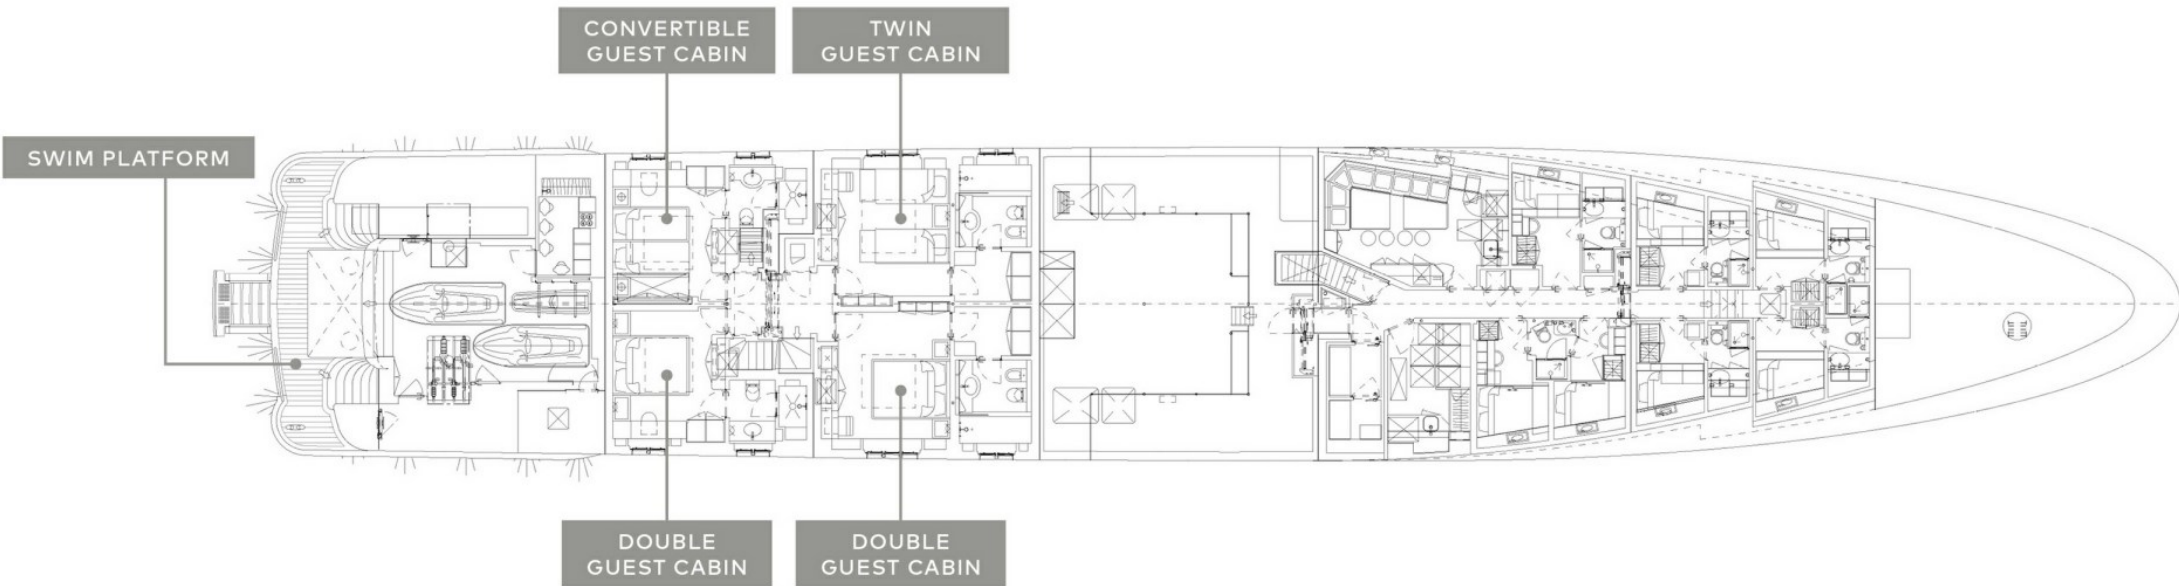 CONVERTIBLE
GUEST CABIN
TWIN
GUEST CABIN
SWIM PLATFORM
DOUBLE
GUEST CABIN
DOUBLE
GUEST CABIN